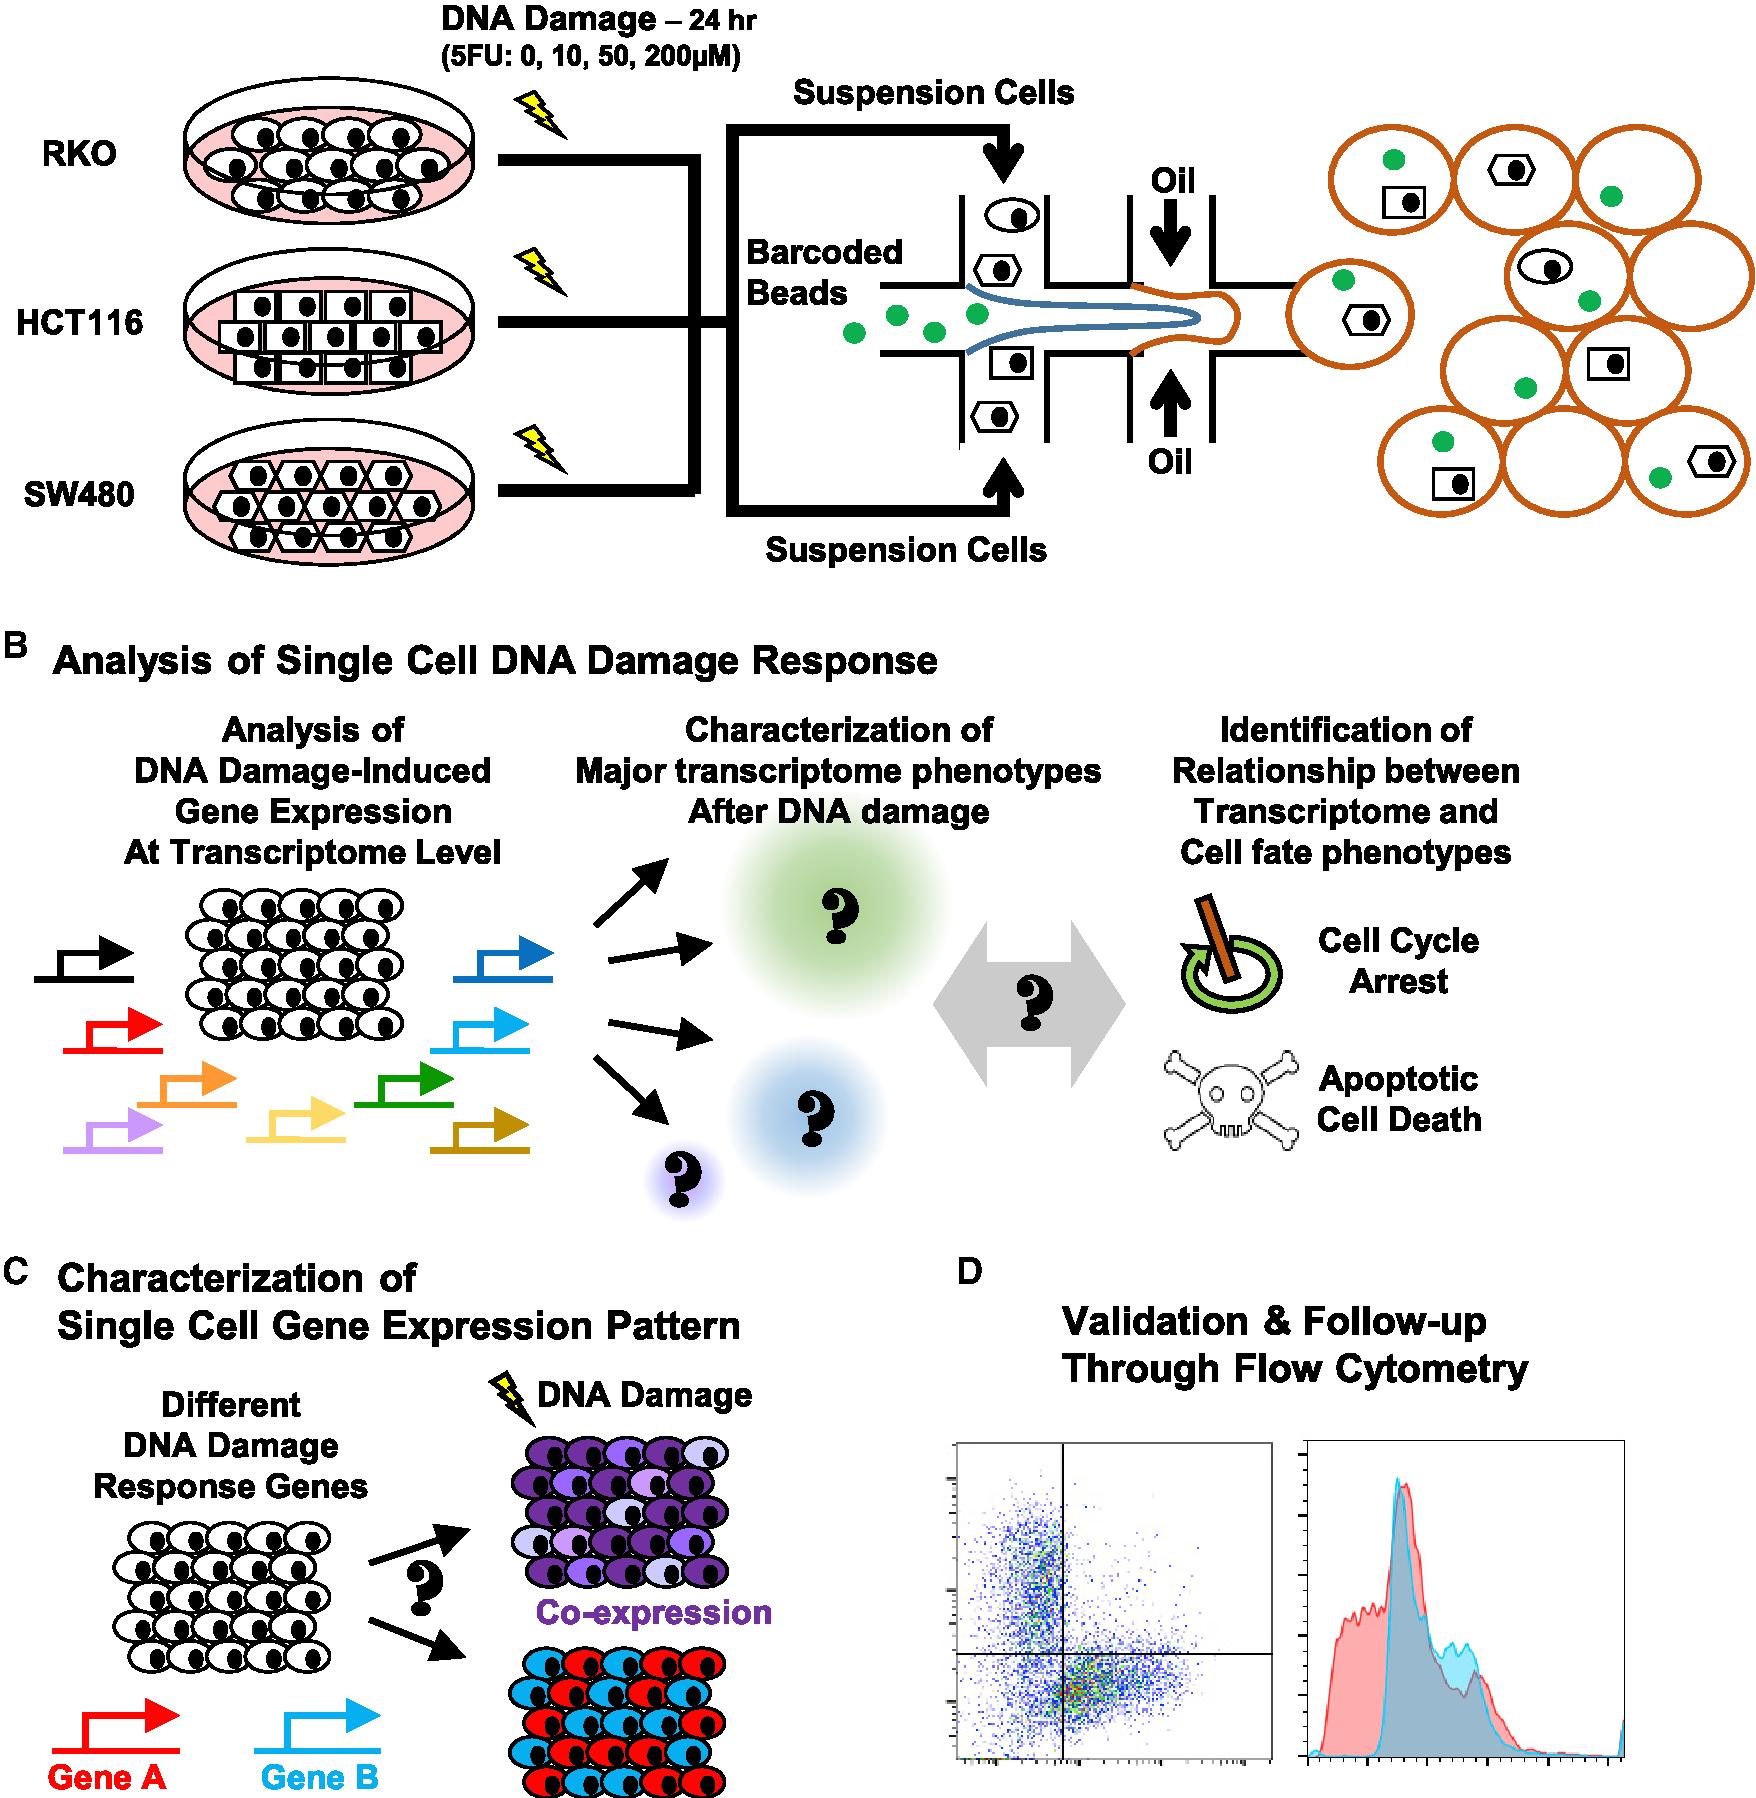 DNA Damage – 24 hr
(5FU: 0, 10, 50, 200µM)
Suspension Cells
RKO
Oil
Barcoded
Beads
HCT116
Oil
SW480
Suspension Cells
B
Analysis of Single Cell DNA Damage Response
Analysis of
DNA Damage-Induced
Gene Expression
At Transcriptome Level
Characterization of
Major transcriptome phenotypes
After DNA damage
Identification of
Relationship between
Transcriptome and
Cell fate phenotypes
?
?
?
?
Cell Cycle
Arrest
Apoptotic
Cell Death
C
Characterization of
Single Cell Gene Expression Pattern
Different
DNA Damage
Response Genes
DNA Damage
?
Co-expression
Gene A
Gene B
D
Validation & Follow-up
Through Flow Cytometry